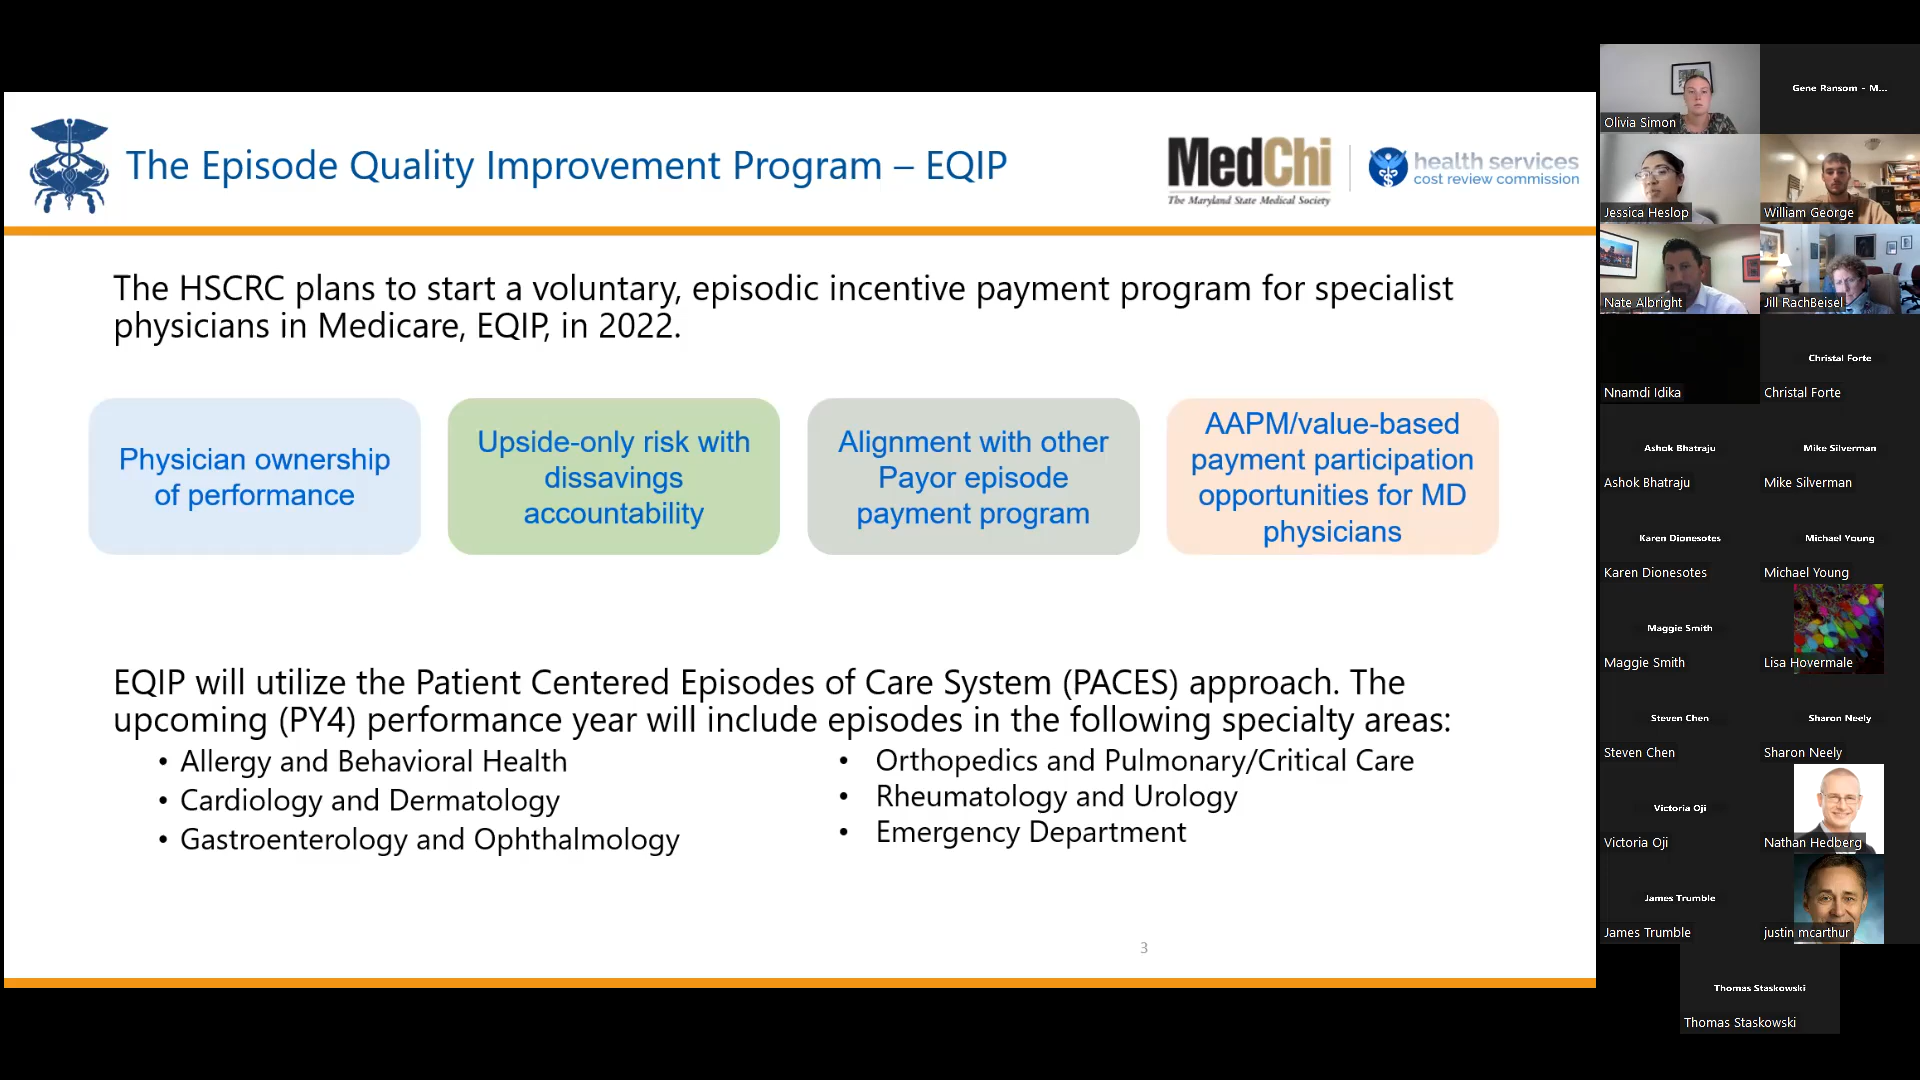 The Episode Quality Improvement Program – EQIP
MedChi
The Maryland State Medical Society
health services
cost review commission
The HSCRC plans to start a voluntary, episodic incentive payment program for specialist
physicians in Medicare, EQIP, in 2022.
Physician ownership
of performance
Upside-only risk with
dissavings
accountability
Alignment with other
Payor episode
payment program
AAPM/value-based
payment participation
opportunities for MD
physicians
EQIP will utilize the Patient Centered Episodes of Care System (PACES) approach. The
upcoming (PY4) performance year will include episodes in the following specialty areas:
• Allergy and Behavioral Health
• Cardiology and Dermatology
• Gastroenterology and Ophthalmology
• Orthopedics and Pulmonary/Critical Care
• Rheumatology and Urology
• Emergency Department
3
Olivia Simon
Gene Ransom - M...
Jessica Heslop
William George
Nate Albright
Jill RachBeisel
Nnamdi Idika
Christal Forte
Christal Forte
Ashok Bhatraju
Ashok Bhatraju
Mike Silverman
Mike Silverman
Karen Dionesotes
Karen Dionesotes
Michael Young
Michael Young
Maggie Smith
Maggie Smith
Lisa Hovermale
Steven Chen
Steven Chen
Sharon Neely
Sharon Neely
Victoria Oji
Victoria Oji
Nathan Hedberg
James Trumble
James Trumble
justin mcarthur
Thomas Staskowski
Thomas Staskowski